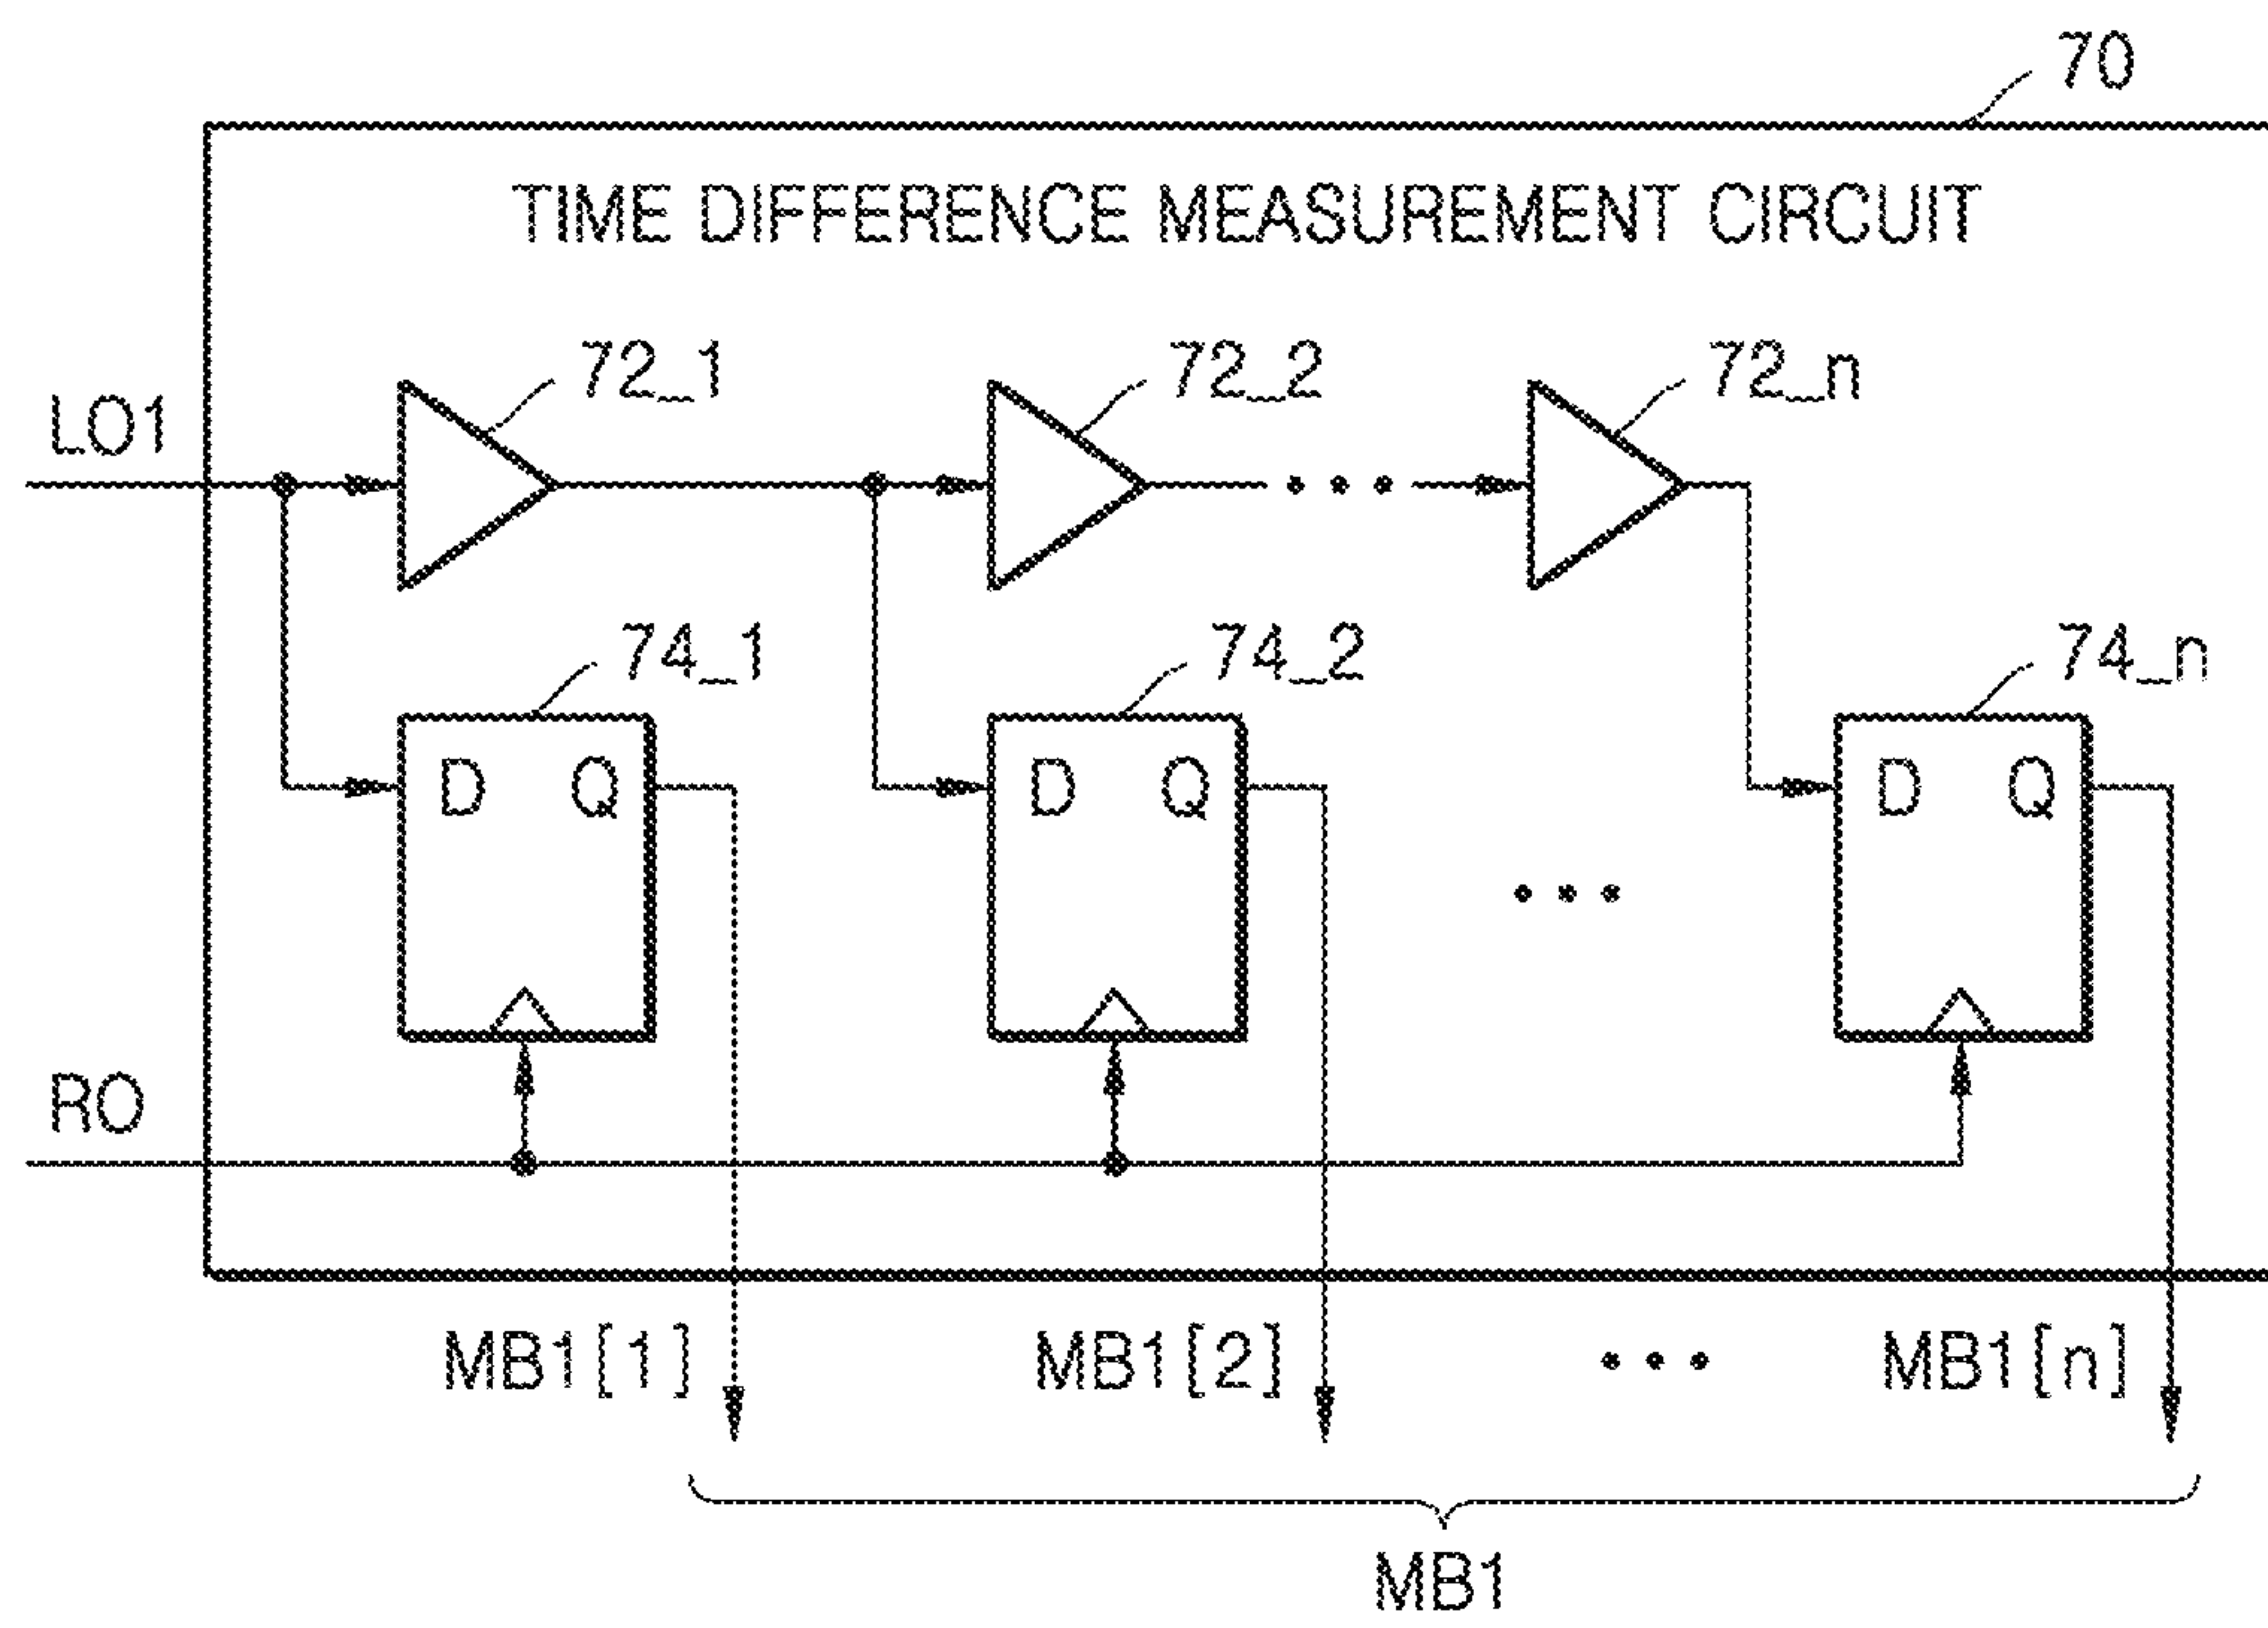 70
TIME DIFFERENCE MEASUREMENT CIRCUIT
72_1 72_2 72_n
LO1
74_1 74_2 74_n
D Q D Q D Q
RO
MB1[1] MB1[2] MB1[n]
MB1